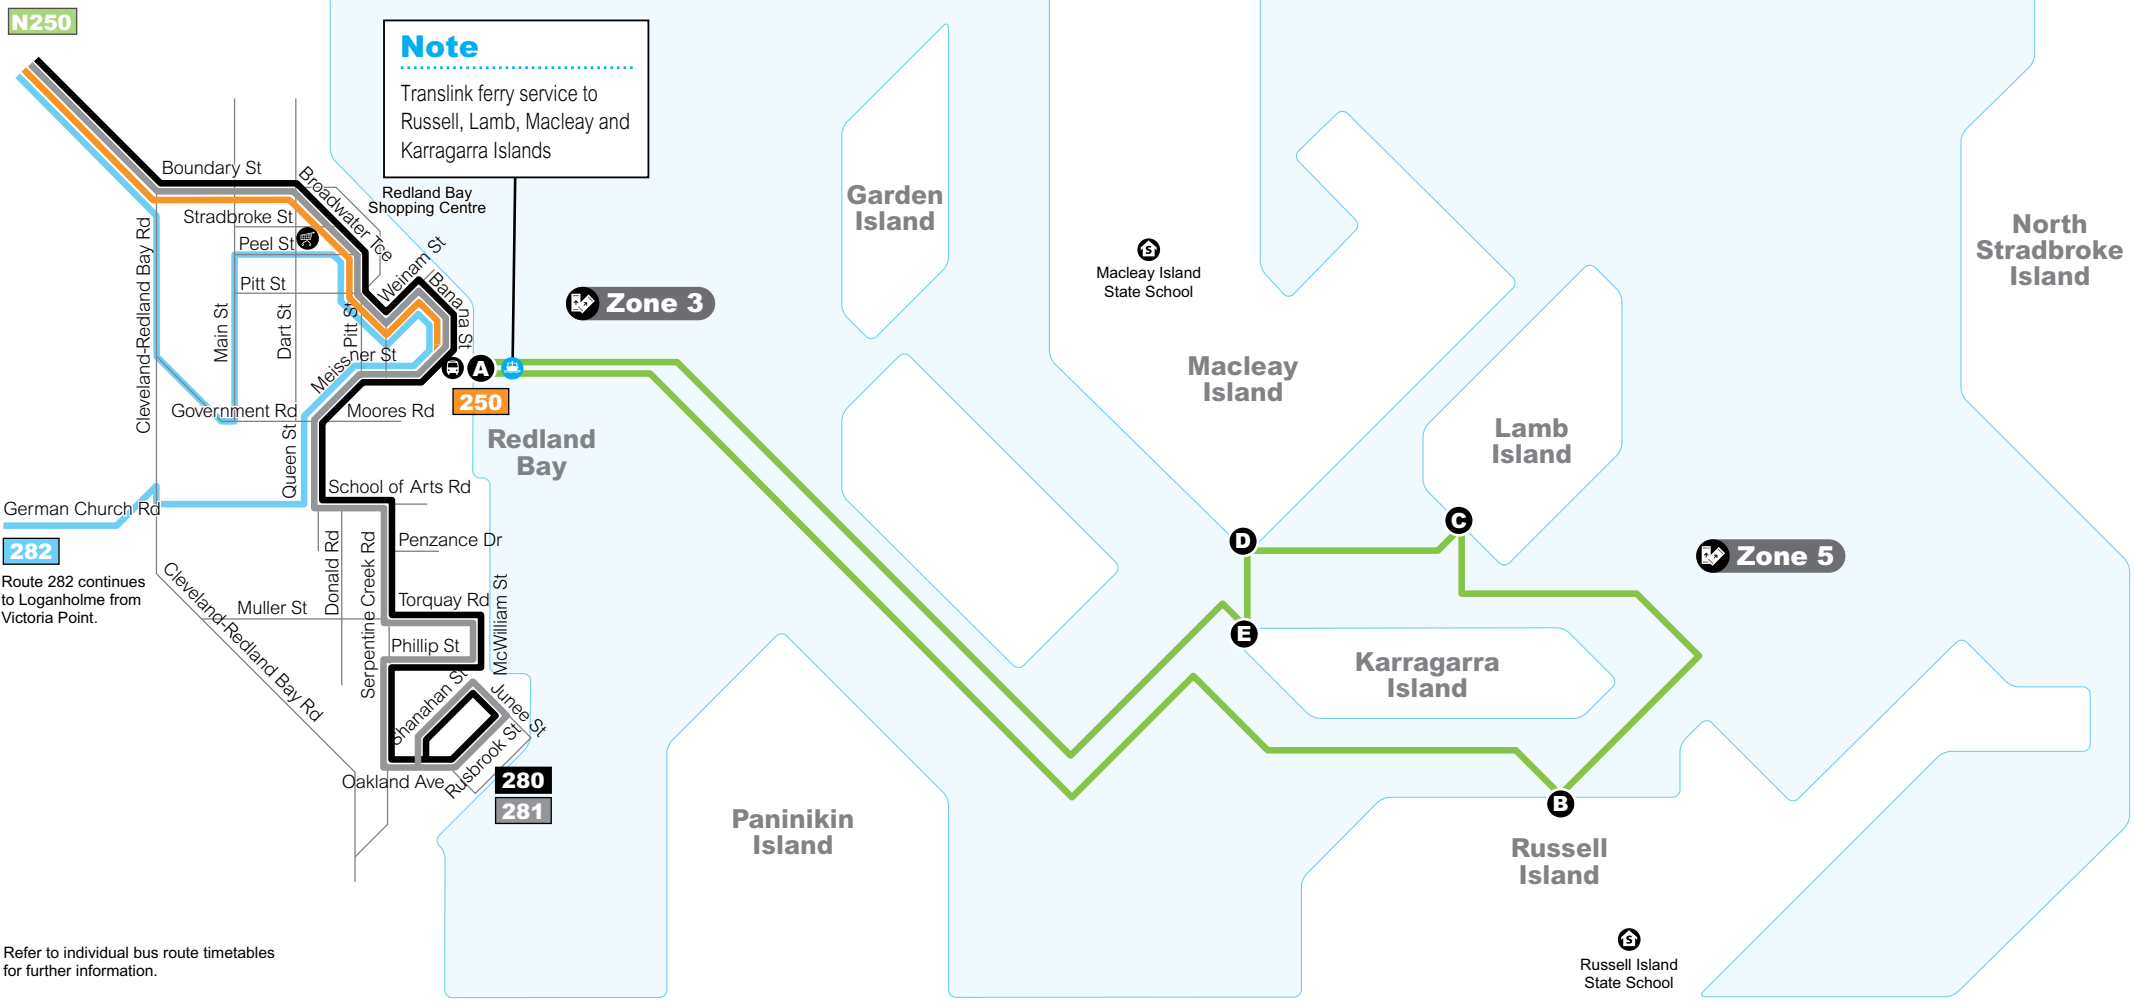 N250
Note
Translink ferry service to
Russell, Lamb, Macleay and
Karragarra Islands
Boundary St
Broadwater Tce
Redland Bay
Shopping Centre
Stradbroke St
Peel St
Pitt St
Weinam St
Banana St
Cleveland-Redland Bay Rd
Main St
Dart St
Pitt St
Meissner St
Government Rd
Moores Rd
Queen St
A
250
Redland
Bay
Zone 3
School of Arts Rd
German Church Rd
282
Route 282 continues
to Loganholme from
Victoria Point.
Penzance Dr
Donald Rd
Serpentine Creek Rd
Cleveland-Redland Bay Rd
Muller St
Torquay Rd
McWilliam St
Phillip St
Shanahan St
Junee St
Rusbrook St
Oakland Ave
280
281
Garden
Island
S
Macleay Island
State School
Macleay
Island
Lamb
Island
North
Stradbroke
Island
C
D
E
Zone 5
Karragarra
Island
B
Paninikin
Island
Russell
Island
S
Russell Island
State School
Refer to individual bus route timetables
for further information.